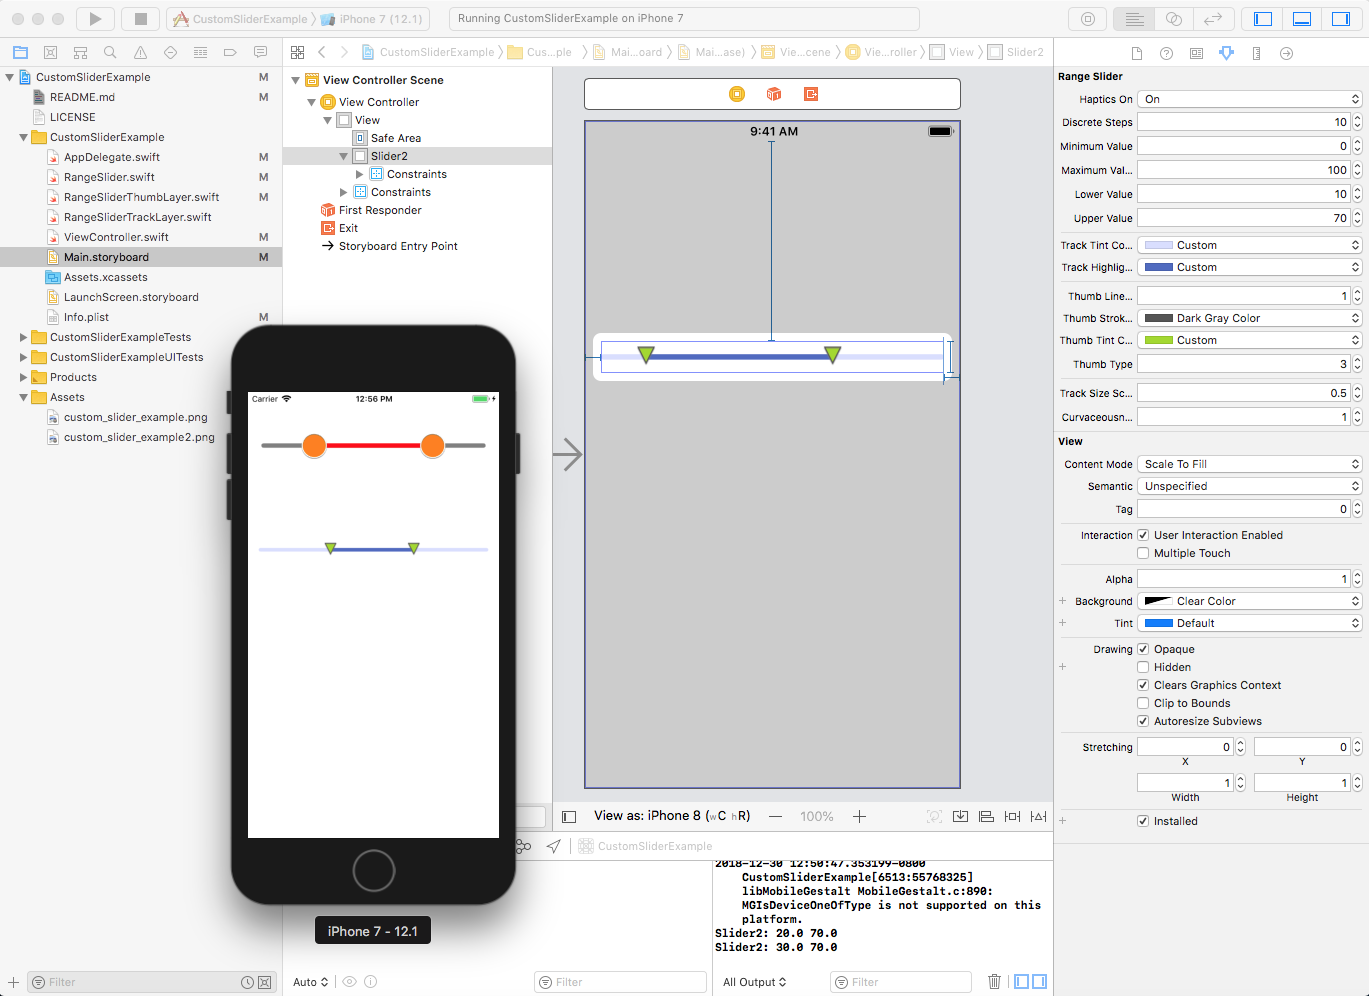 CustomSliderExample
iPhone 7 (12.1)
Running CustomSliderExample on iPhone 7
CustomSliderExample
Cus...ple
Mai...oard
Mai...ase)
Vie...cene
Vie...roller
View
Slider2
CustomSliderExample M
README.md M
LICENSE
CustomSliderExample
AppDelegate.swift M
RangeSlider.swift M
RangeSliderThumbLayer.swift M
RangeSliderTrackLayer.swift
ViewController.swift M
Main.storyboard M
Assets.xcassets
LaunchScreen.storyboard
Info.plist M
CustomSliderExampleTests
CustomSliderExampleUITests
Products
Assets
custom_slider_example.png
custom_slider_example2.png
Filter
View Controller Scene
View Controller
View
Safe Area
Slider2
Constraints
Constraints
First Responder
Exit
Storyboard Entry Point
9:41 AM
Carrier
12:56 PM
iPhone 7 - 12.1
View as: iPhone 8 (wC hR)
100%
CustomSliderExample
2018-12-30 12:50:47.353199-0800
CustomSliderExample[6513:55768325]
libMobileGestalt MobileGestalt.c:890:
MGIsDeviceOneOfType is not supported on this
platform.
Slider2: 20.0 70.0
Slider2: 30.0 70.0
Auto
Filter
All Output
Filter
Range Slider
Haptics On On
Discrete Steps 10
Minimum Value 0
Maximum Val... 100
Lower Value 10
Upper Value 70
Track Tint Co... Custom
Track Highlig... Custom
Thumb Line... 1
Thumb Strok... Dark Gray Color
Thumb Tint C... Custom
Thumb Type 3
Track Size Sc... 0.5
Curvaceousn... 1
View
Content Mode Scale To Fill
Semantic Unspecified
Tag 0
Interaction User Interaction Enabled
Multiple Touch
Alpha 1
Background Clear Color
Tint Default
Drawing Opaque
Hidden
Clears Graphics Context
Clip to Bounds
Autoresize Subviews
Stretching 0 0
X Y
1 1
Width Height
Installed